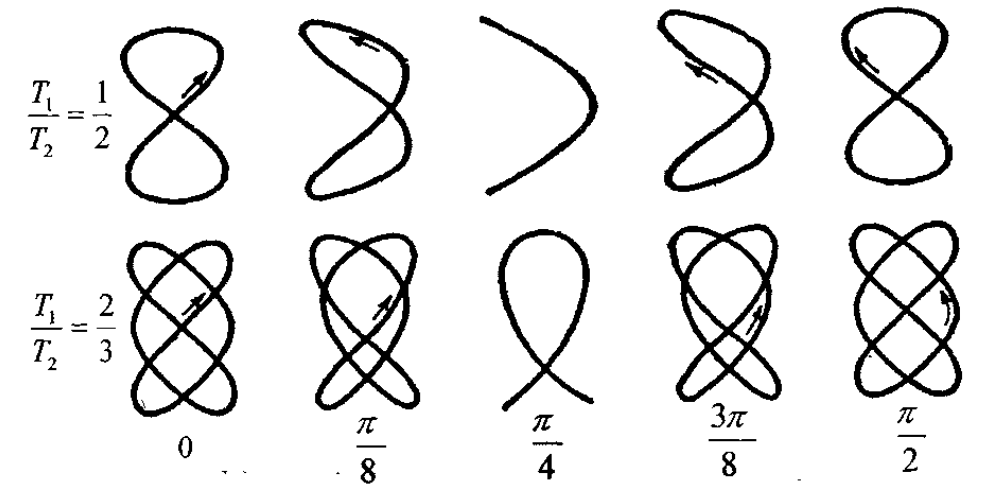 T₁/T₂ = 1/2
T₁/T₂ = 2/3
0 π/8 π/4 3π/8 π/2